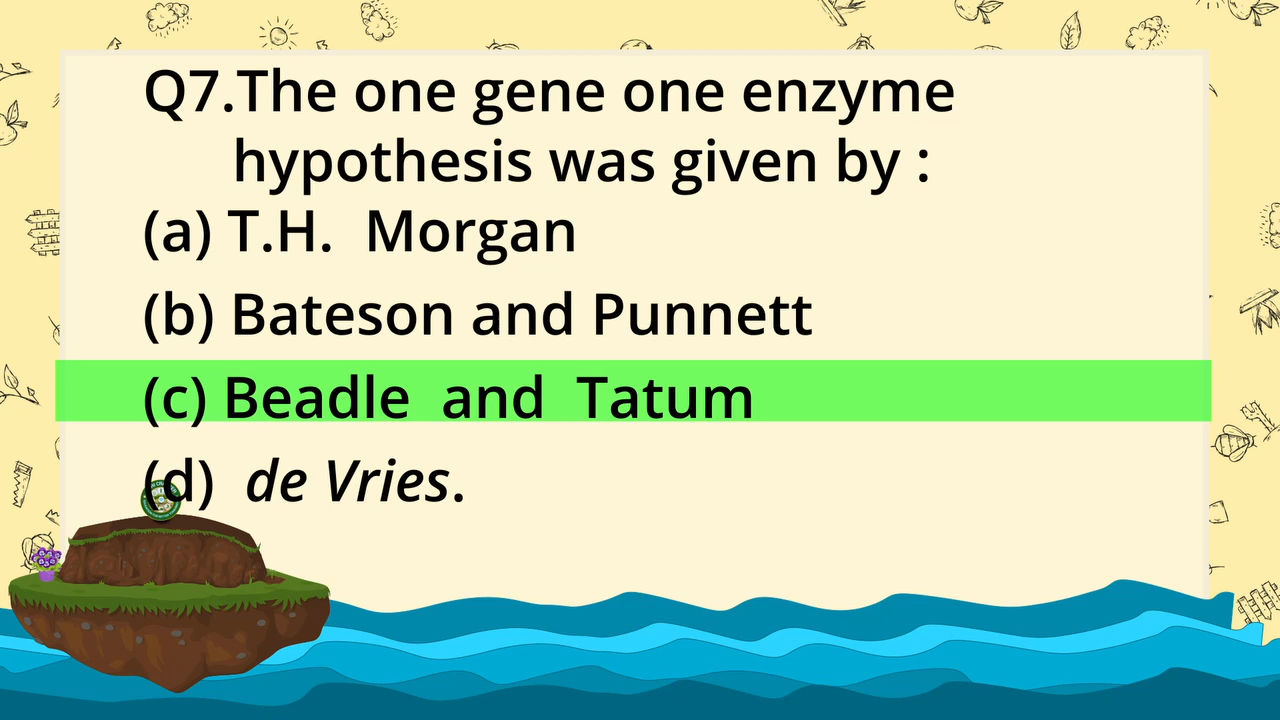 Q7.The one gene one enzyme
hypothesis was given by :
(a) T.H. Morgan
(b) Bateson and Punnett
(c) Beadle and Tatum
(d) de Vries.